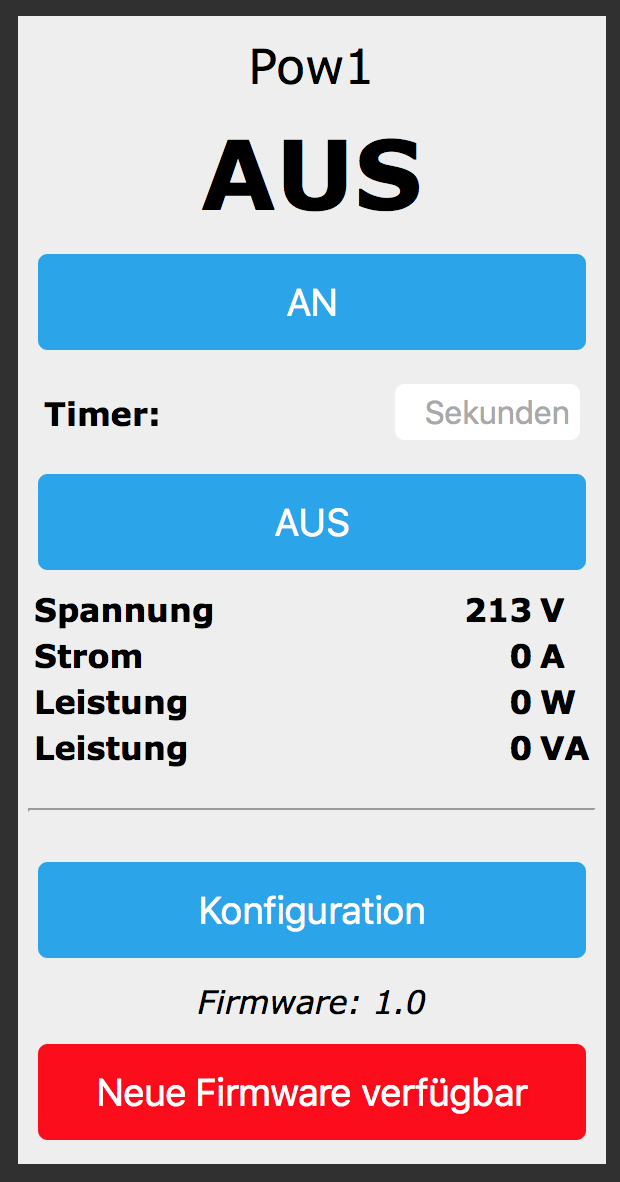 Pow1
AUS
AN
Timer: Sekunden
AUS
Spannung 213 V
Strom 0 A
Leistung 0 W
Leistung 0 VA
Konfiguration
Firmware: 1.0
Neue Firmware verfügbar